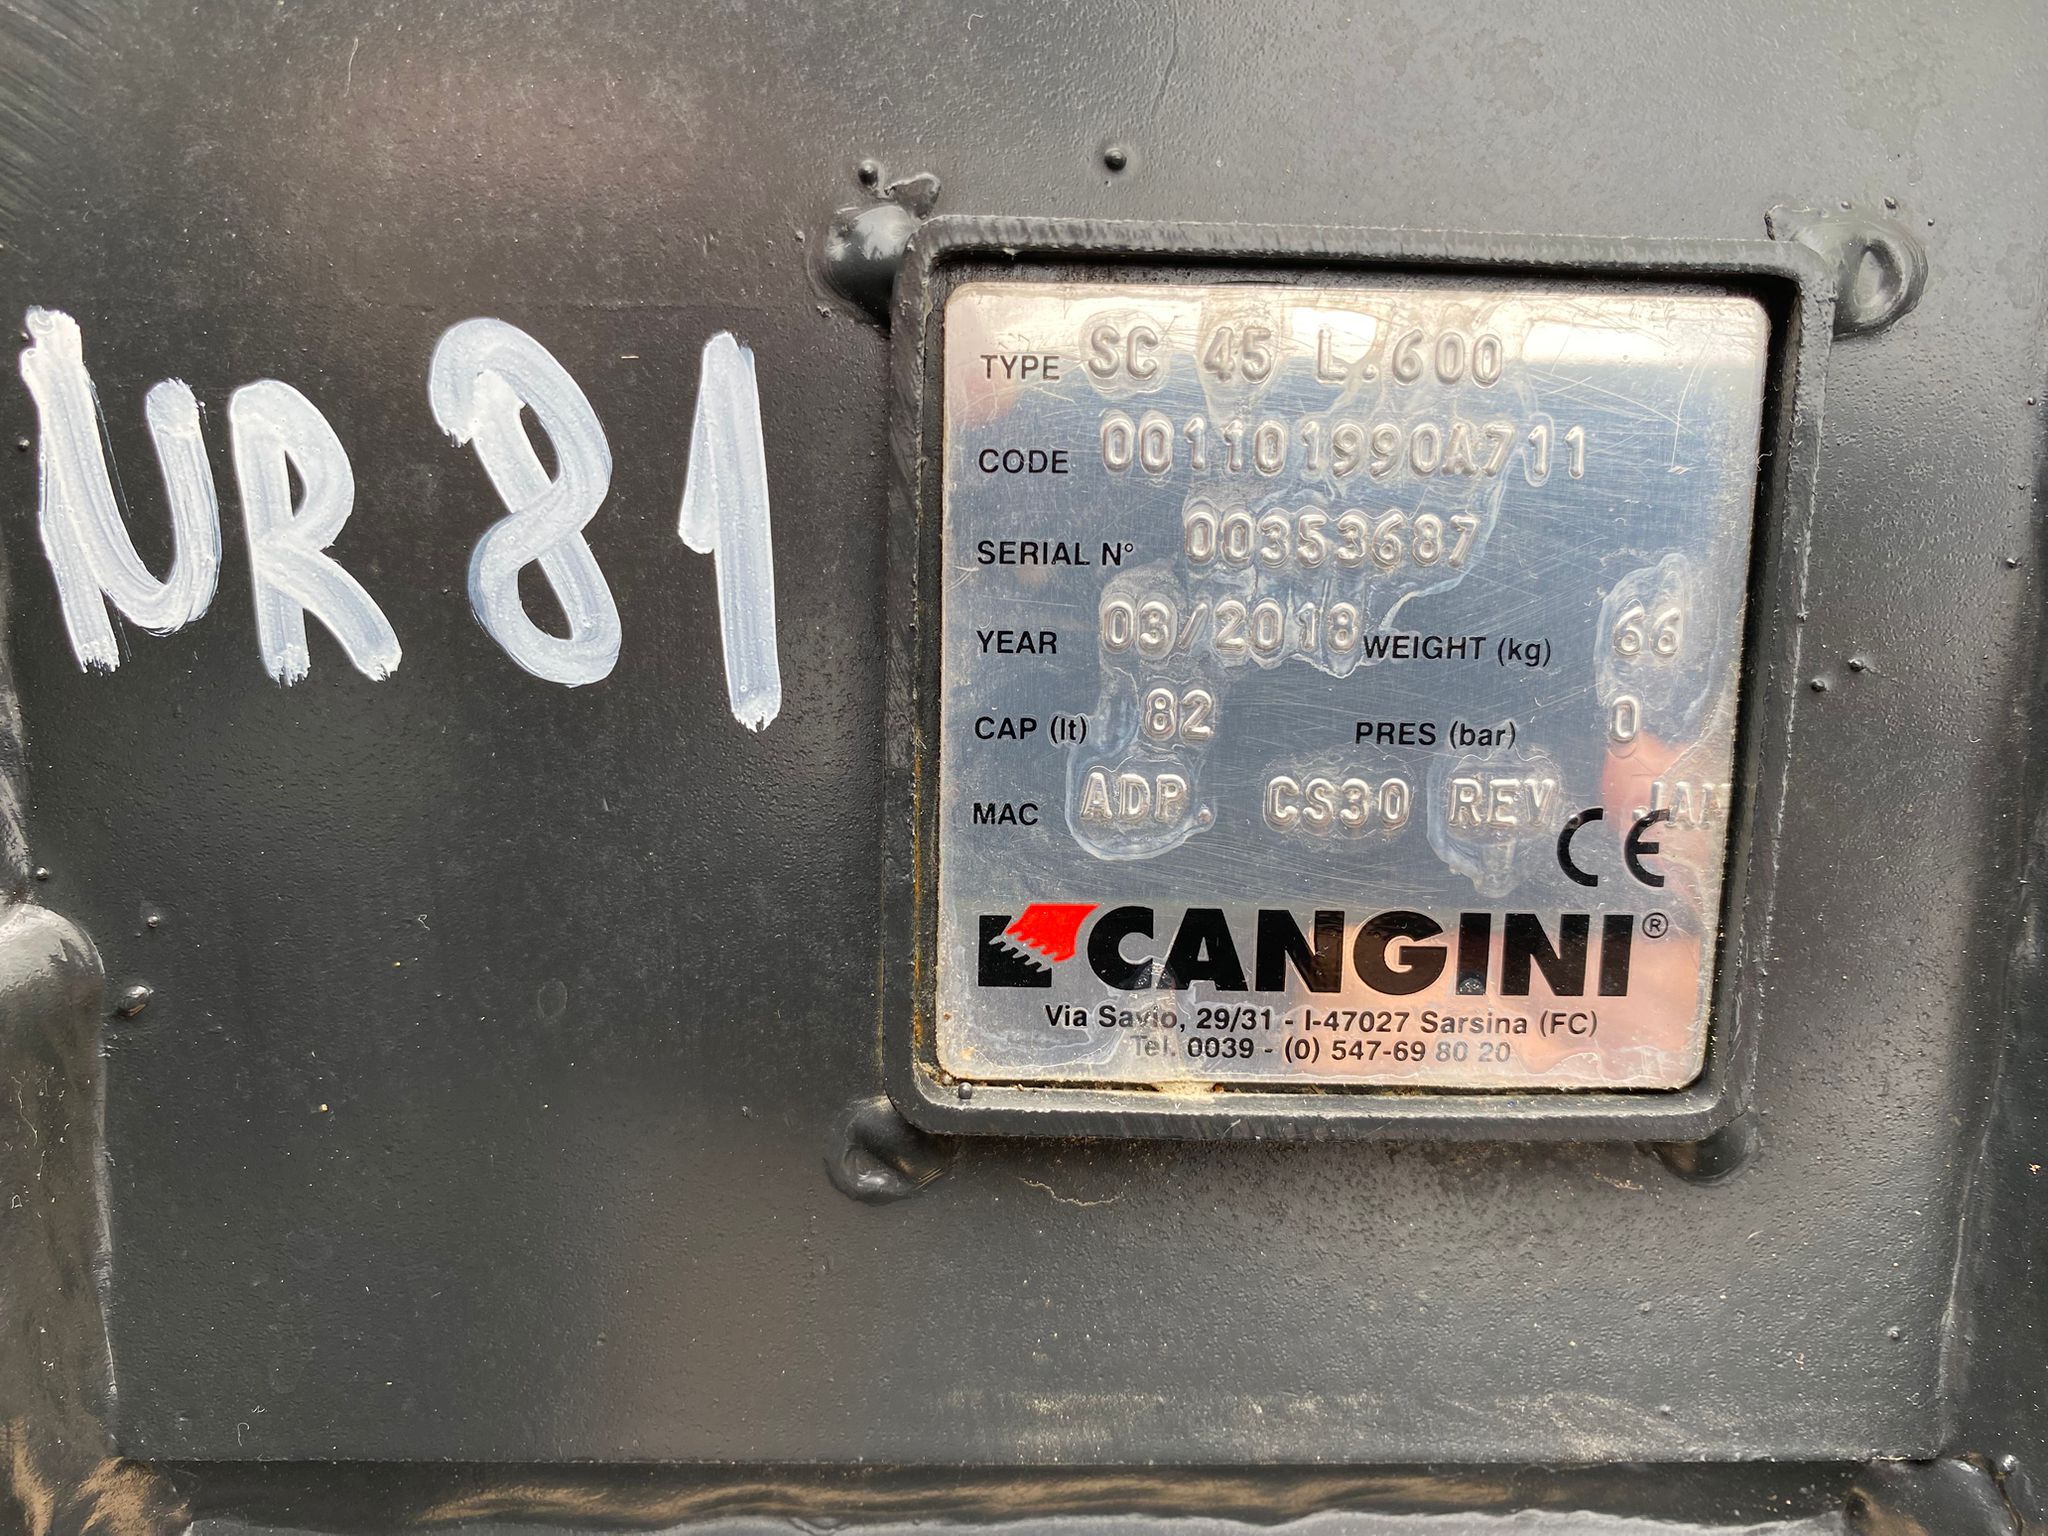 NR 81
TYPE SC 45 L.600
CODE 001101990A711
SERIAL N° 00353687
YEAR 03/2018 WEIGHT (kg) 66
CAP (lt) 82 PRES (bar) 0
MAC ADP. CS30 REV. JAN
CE
CANGINI®
Via Savio, 29/31 - I-47027 Sarsina (FC)
Tel. 0039 - (0) 547-69 80 20